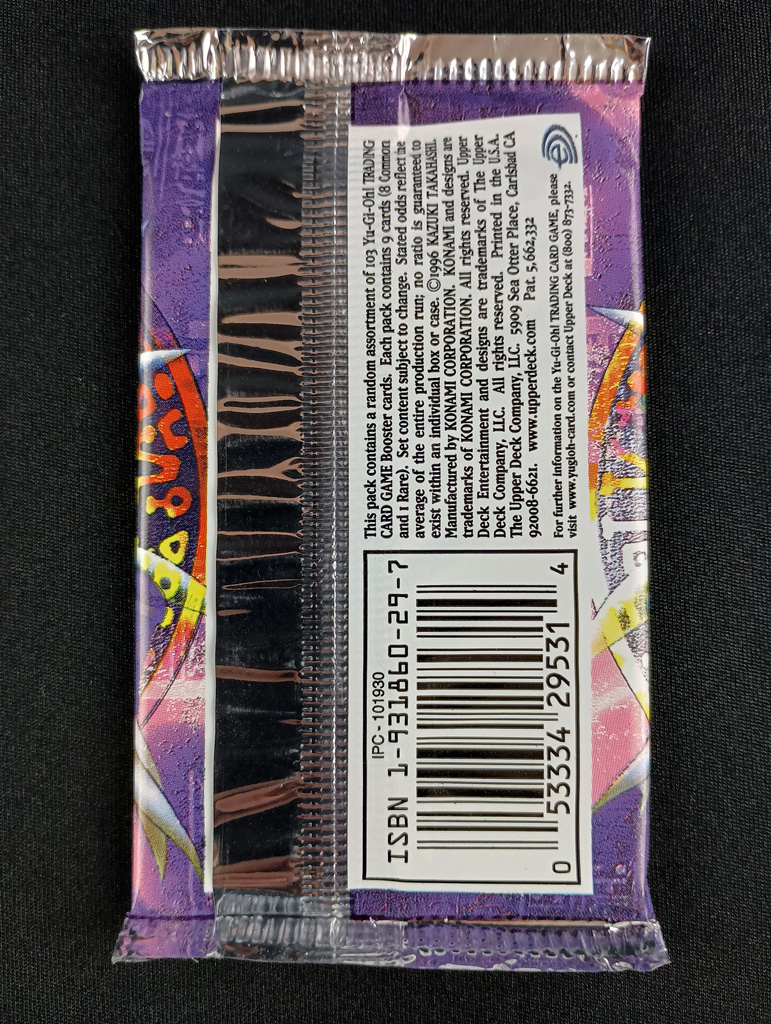 This pack contains a random assortment of 103 Yu-Gi-Oh! TRADING
CARD GAME Booster cards. Each pack contains 9 cards (8 Common
and 1 Rare). Set content subject to change. Stated odds reflect the
average of the entire production run; no ratio is guaranteed to
exist within an individual box or case. ©1996 KAZUKI TAKAHASHI.
Manufactured by KONAMI CORPORATION. KONAMI and designs are
trademarks of KONAMI CORPORATION. All rights reserved. Upper
Deck Entertainment and designs are trademarks of The Upper
Deck Company, LLC. All rights reserved. Printed in the U.S.A.
The Upper Deck Company, LLC. 5909 Sea Otter Place, Carlsbad CA
92008-6621. www.upperdeck.com Pat. 5,662,332
For further information on the Yu-Gi-Oh! TRADING CARD GAME, please
visit www.yugioh-card.com or contact Upper Deck at (800) 873-7332.
IPC-101930
ISBN 1-931860-29-7
0 53334 29531 4